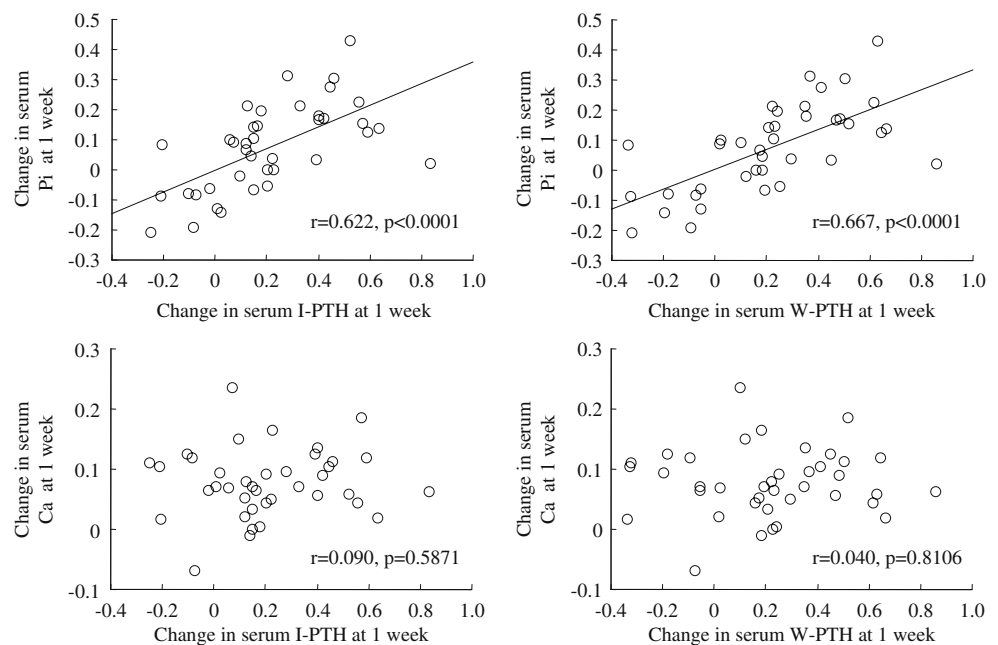 Change in serum
Pi at 1 week
0.5
0.4
0.3
0.2
0.1
0
-0.1
-0.2
-0.3
r=0.622, p<0.0001
-0.4 -0.2 0 0.2 0.4 0.6 0.8 1.0
Change in serum I-PTH at 1 week
Change in serum
Pi at 1 week
0.5
0.4
0.3
0.2
0.1
0
-0.1
-0.2
-0.3
r=0.667, p<0.0001
-0.4 -0.2 0 0.2 0.4 0.6 0.8 1.0
Change in serum W-PTH at 1 week
Change in serum
Ca at 1 week
0.3
0.2
0.1
0
-0.1
r=0.090, p=0.5871
-0.4 -0.2 0 0.2 0.4 0.6 0.8 1.0
Change in serum I-PTH at 1 week
Change in serum
Ca at 1 week
0.3
0.2
0.1
0
-0.1
r=0.040, p=0.8106
-0.4 -0.2 0 0.2 0.4 0.6 0.8 1.0
Change in serum W-PTH at 1 week